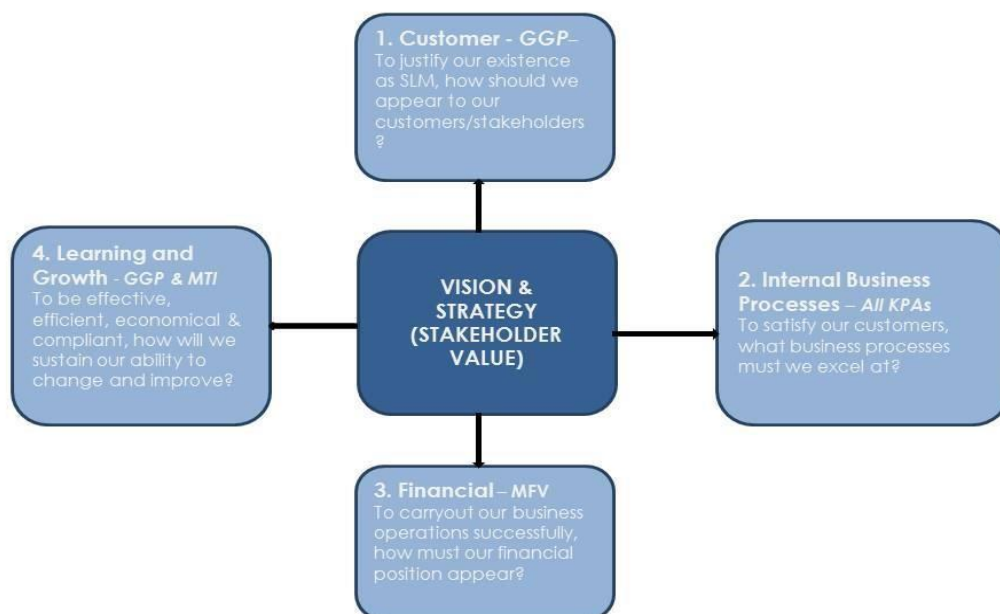 1. Customer - GGP–
To justify our existence
as SLM, how should we
appear to our
customers/stakeholders
?
4. Learning and
Growth - GGP & MTI
To be effective,
efficient, economical &
compliant, how will we
sustain our ability to
change and improve?
VISION &
STRATEGY
(STAKEHOLDER
VALUE)
2. Internal Business
Processes – All KPAs
To satisfy our customers,
what business processes
must we excel at?
3. Financial – MFV
To carryout our business
operations successfully,
how must our financial
position appear?